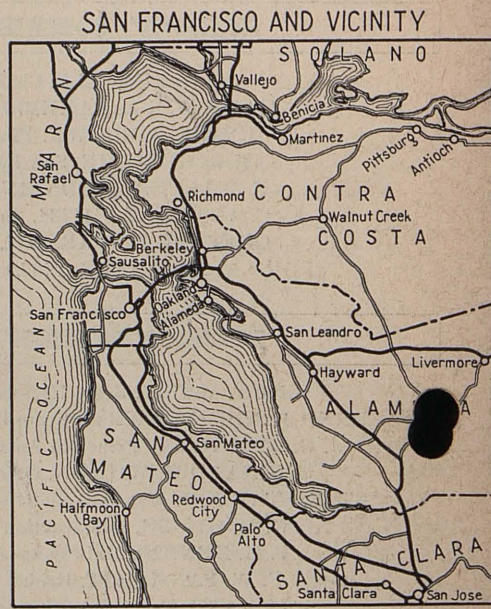 SAN FRANCISCO AND VICINITY
SOLANO
Vallejo
Benicia
MARIN
Martinez
Pittsburg
Antioch
San
Rafael
Richmond
CONTRA
Walnut Creek
COSTA
Berkeley
Sausalito
Oakland
Alameda
San Francisco
San Leandro
PACIFIC OCEAN
Livermore
Hayward
ALAM A
SAN
MATEO
San Mateo
Redwood
City
Halfmoon
Bay
Palo
Alto
SANTA CLARA
Santa Clara
San Jose